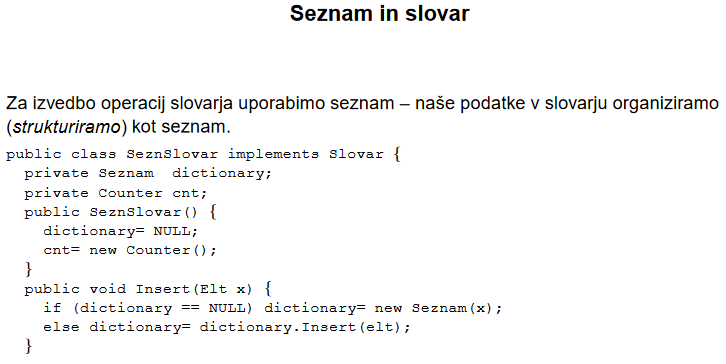 Seznam in slovar
Za izvedbo operacij slovarja uporabimo seznam – naše podatke v slovarju organiziramo
(strukturiramo) kot seznam.
public class SeznSlovar implements Slovar {
  private Seznam  dictionary;
  private Counter cnt;
  public SeznSlovar() {
    dictionary= NULL;
    cnt= new Counter();
  }
  public void Insert(Elt x) {
    if (dictionary == NULL) dictionary= new Seznam(x);
    else dictionary= dictionary.Insert(elt);
  }